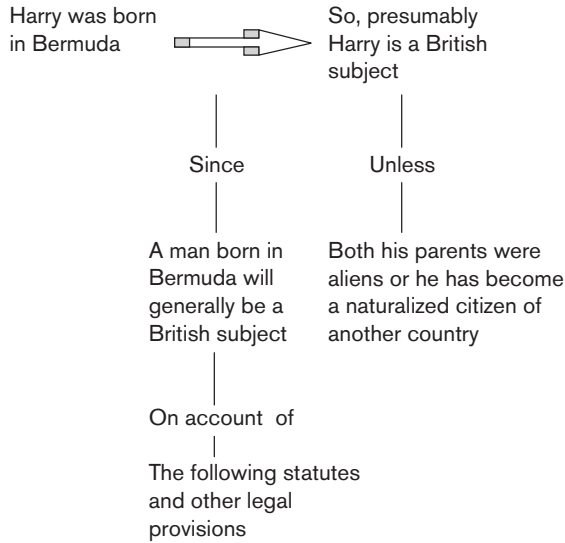 Harry was born
in Bermuda
So, presumably
Harry is a British
subject
Since
Unless
A man born in
Bermuda will
generally be a
British subject
Both his parents were
aliens or he has become
a naturalized citizen of
another country
On account of
The following statutes
and other legal
provisions